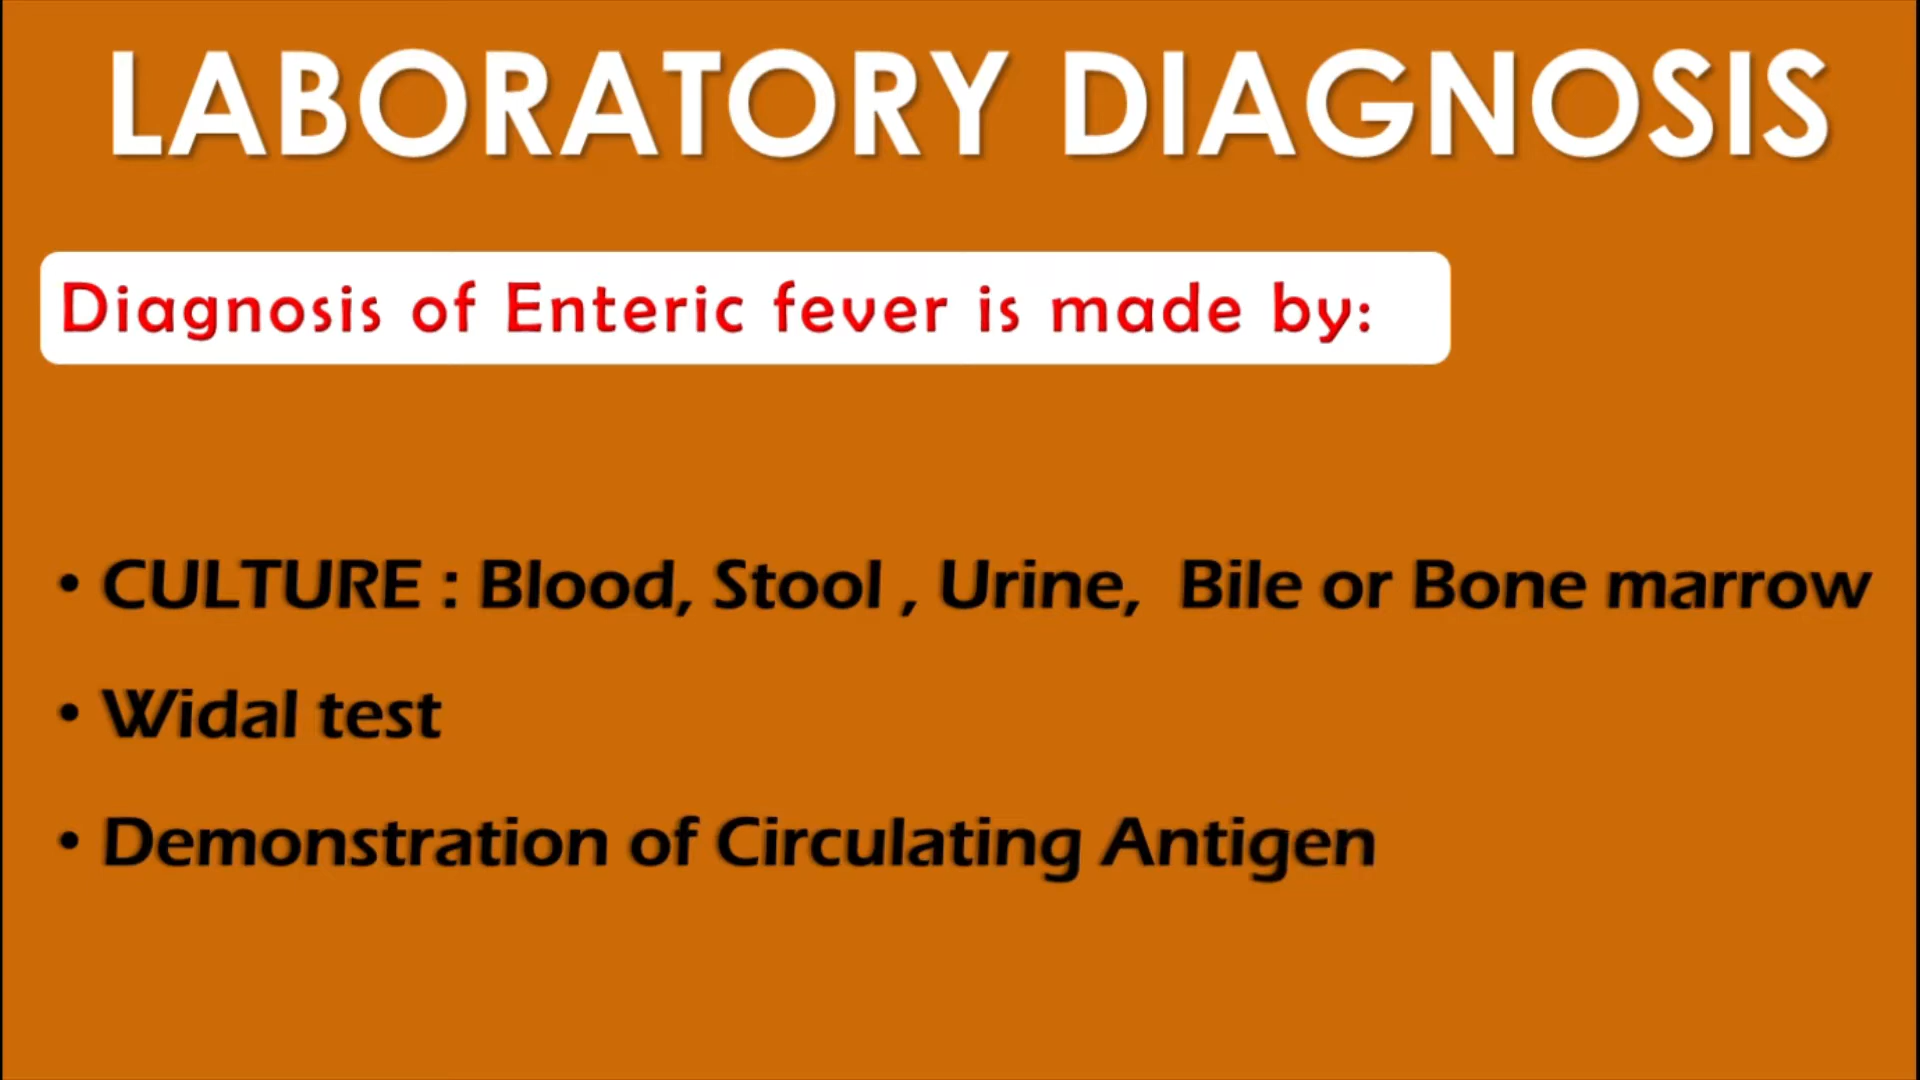 LABORATORY DIAGNOSIS
Diagnosis of Enteric fever is made by:
• CULTURE : Blood, Stool , Urine, Bile or Bone marrow
• Widal test
• Demonstration of Circulating Antigen